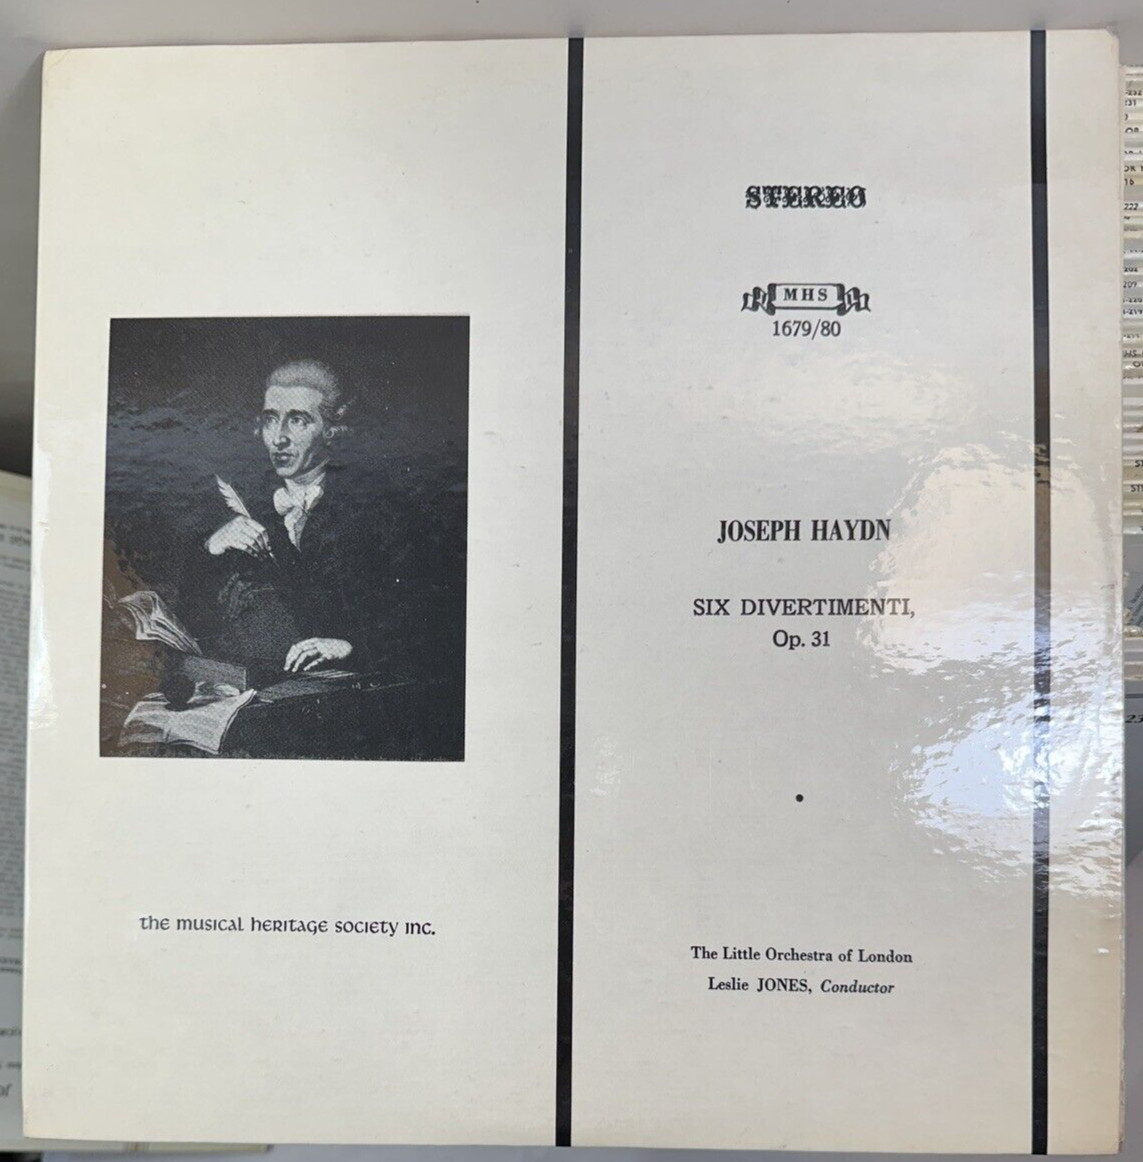 STEREO
MHS
1679/80
JOSEPH HAYDN
SIX DIVERTIMENTI,
Op. 31
the musical heritage society inc.
The Little Orchestra of London
Leslie JONES, Conductor